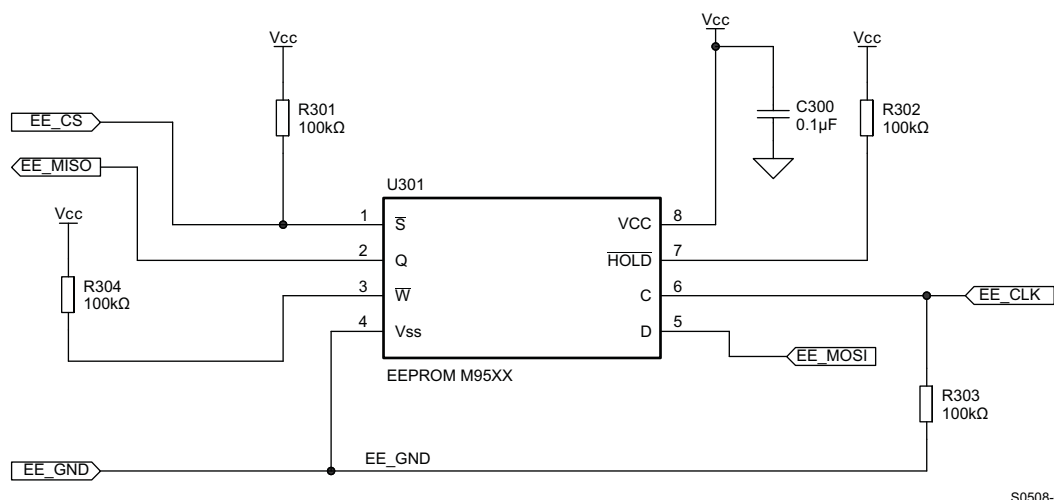 Vcc
Vcc
Vcc
R301
100kΩ
C300
0.1µF
R302
100kΩ
EE_CS
EE_MISO
U301
Vcc
1
S
VCC
8
2
Q
HOLD
7
R304
100kΩ
3
W
C
6
EE_CLK
4
Vss
D
5
EE_MOSI
EEPROM M95XX
R303
100kΩ
EE_GND
EE_GND
S0508-